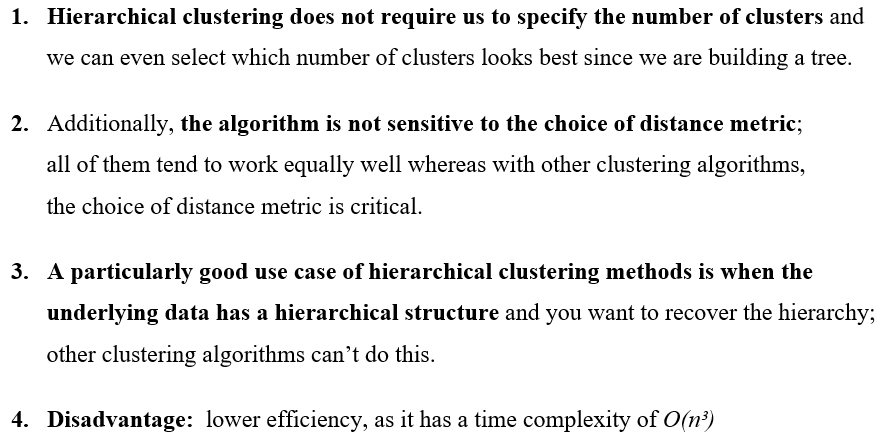 1. Hierarchical clustering does not require us to specify the number of clusters and
we can even select which number of clusters looks best since we are building a tree.
2. Additionally, the algorithm is not sensitive to the choice of distance metric;
all of them tend to work equally well whereas with other clustering algorithms,
the choice of distance metric is critical.
3. A particularly good use case of hierarchical clustering methods is when the
underlying data has a hierarchical structure and you want to recover the hierarchy;
other clustering algorithms can’t do this.
4. Disadvantage: lower efficiency, as it has a time complexity of O(n³)